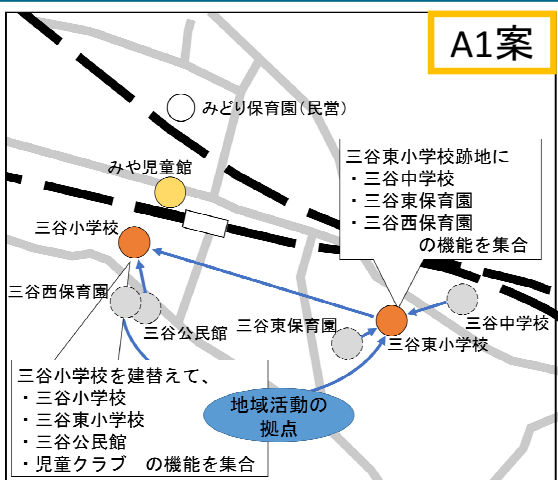 A1案
みどり保育園(民営)
みや児童館
三谷東小学校跡地に
・三谷中学校
・三谷東保育園
・三谷西保育園
の機能を集合
三谷小学校
三谷西保育園
三谷公民館
三谷東保育園
三谷中学校
三谷東小学校
三谷小学校を建替えて、
・三谷小学校
・三谷東小学校
・三谷公民館
・児童クラブ の機能を集合
地域活動の
拠点